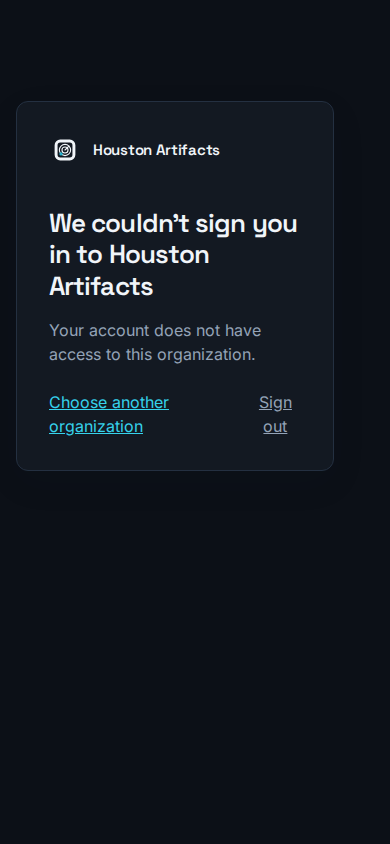 Houston Artifacts
We couldn’t sign you
in to Houston
Artifacts
Your account does not have
access to this organization.
Choose another
organization
Sign
out